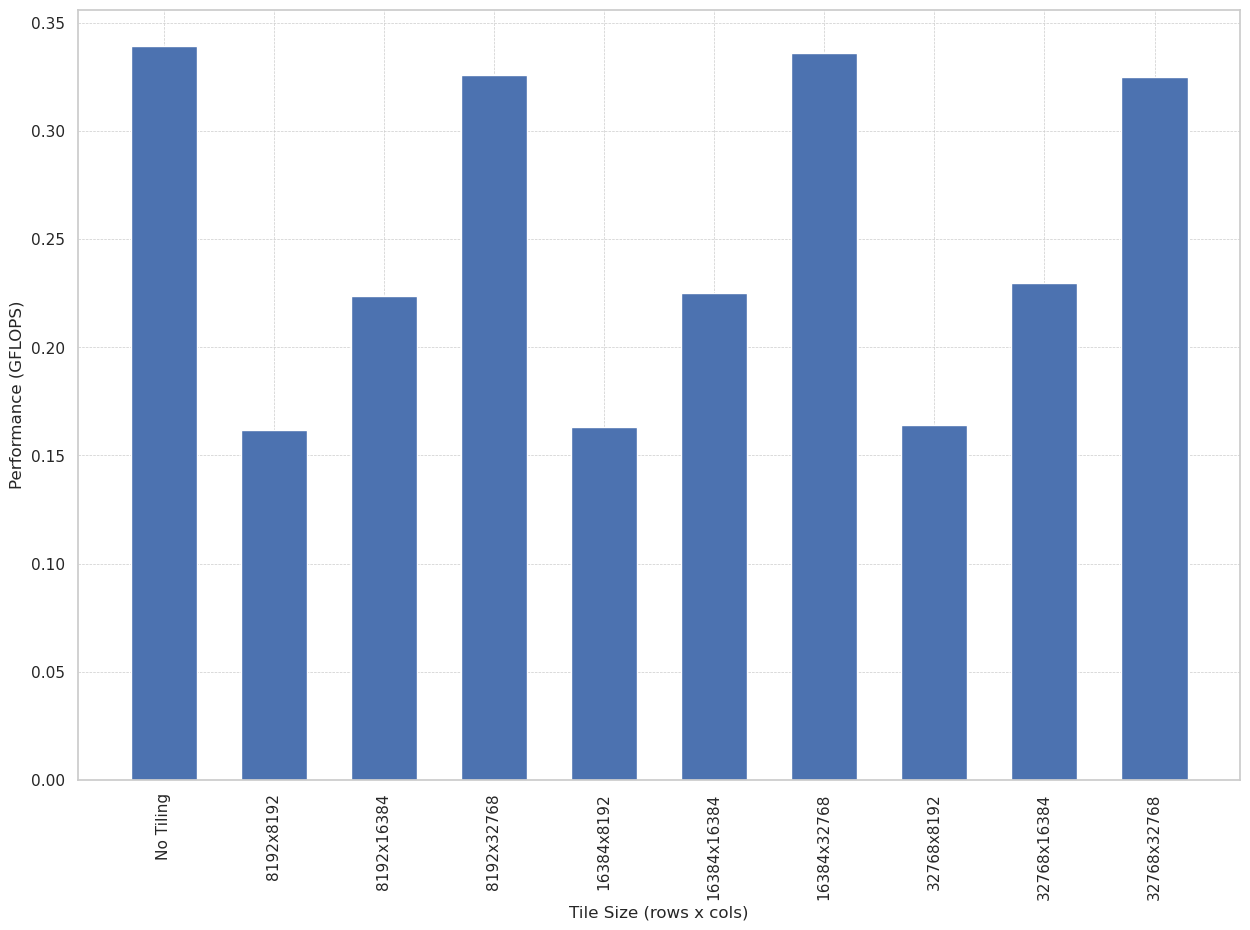 Performance (GFLOPS)
0.35
0.30
0.25
0.20
0.15
0.10
0.05
0.00
No Tiling
8192x8192
8192x16384
8192x32768
16384x8192
16384x16384
16384x32768
32768x8192
32768x16384
32768x32768
Tile Size (rows x cols)